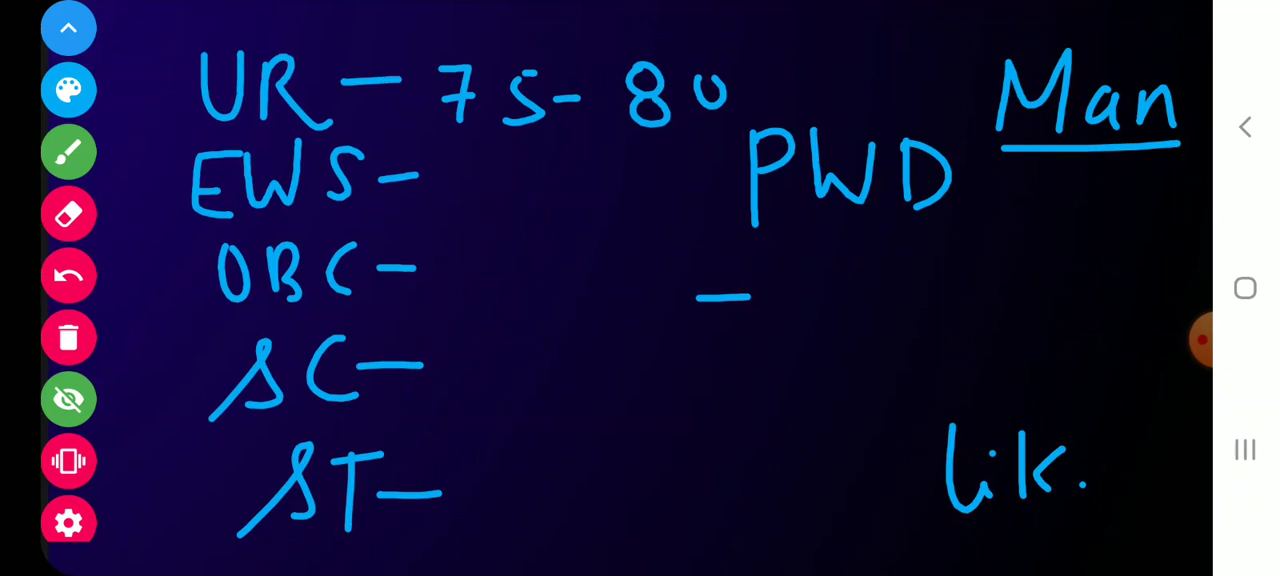 UR - 75-80
Man
EWS -
PWD
OBC -
-
SC -
ST -
lik.